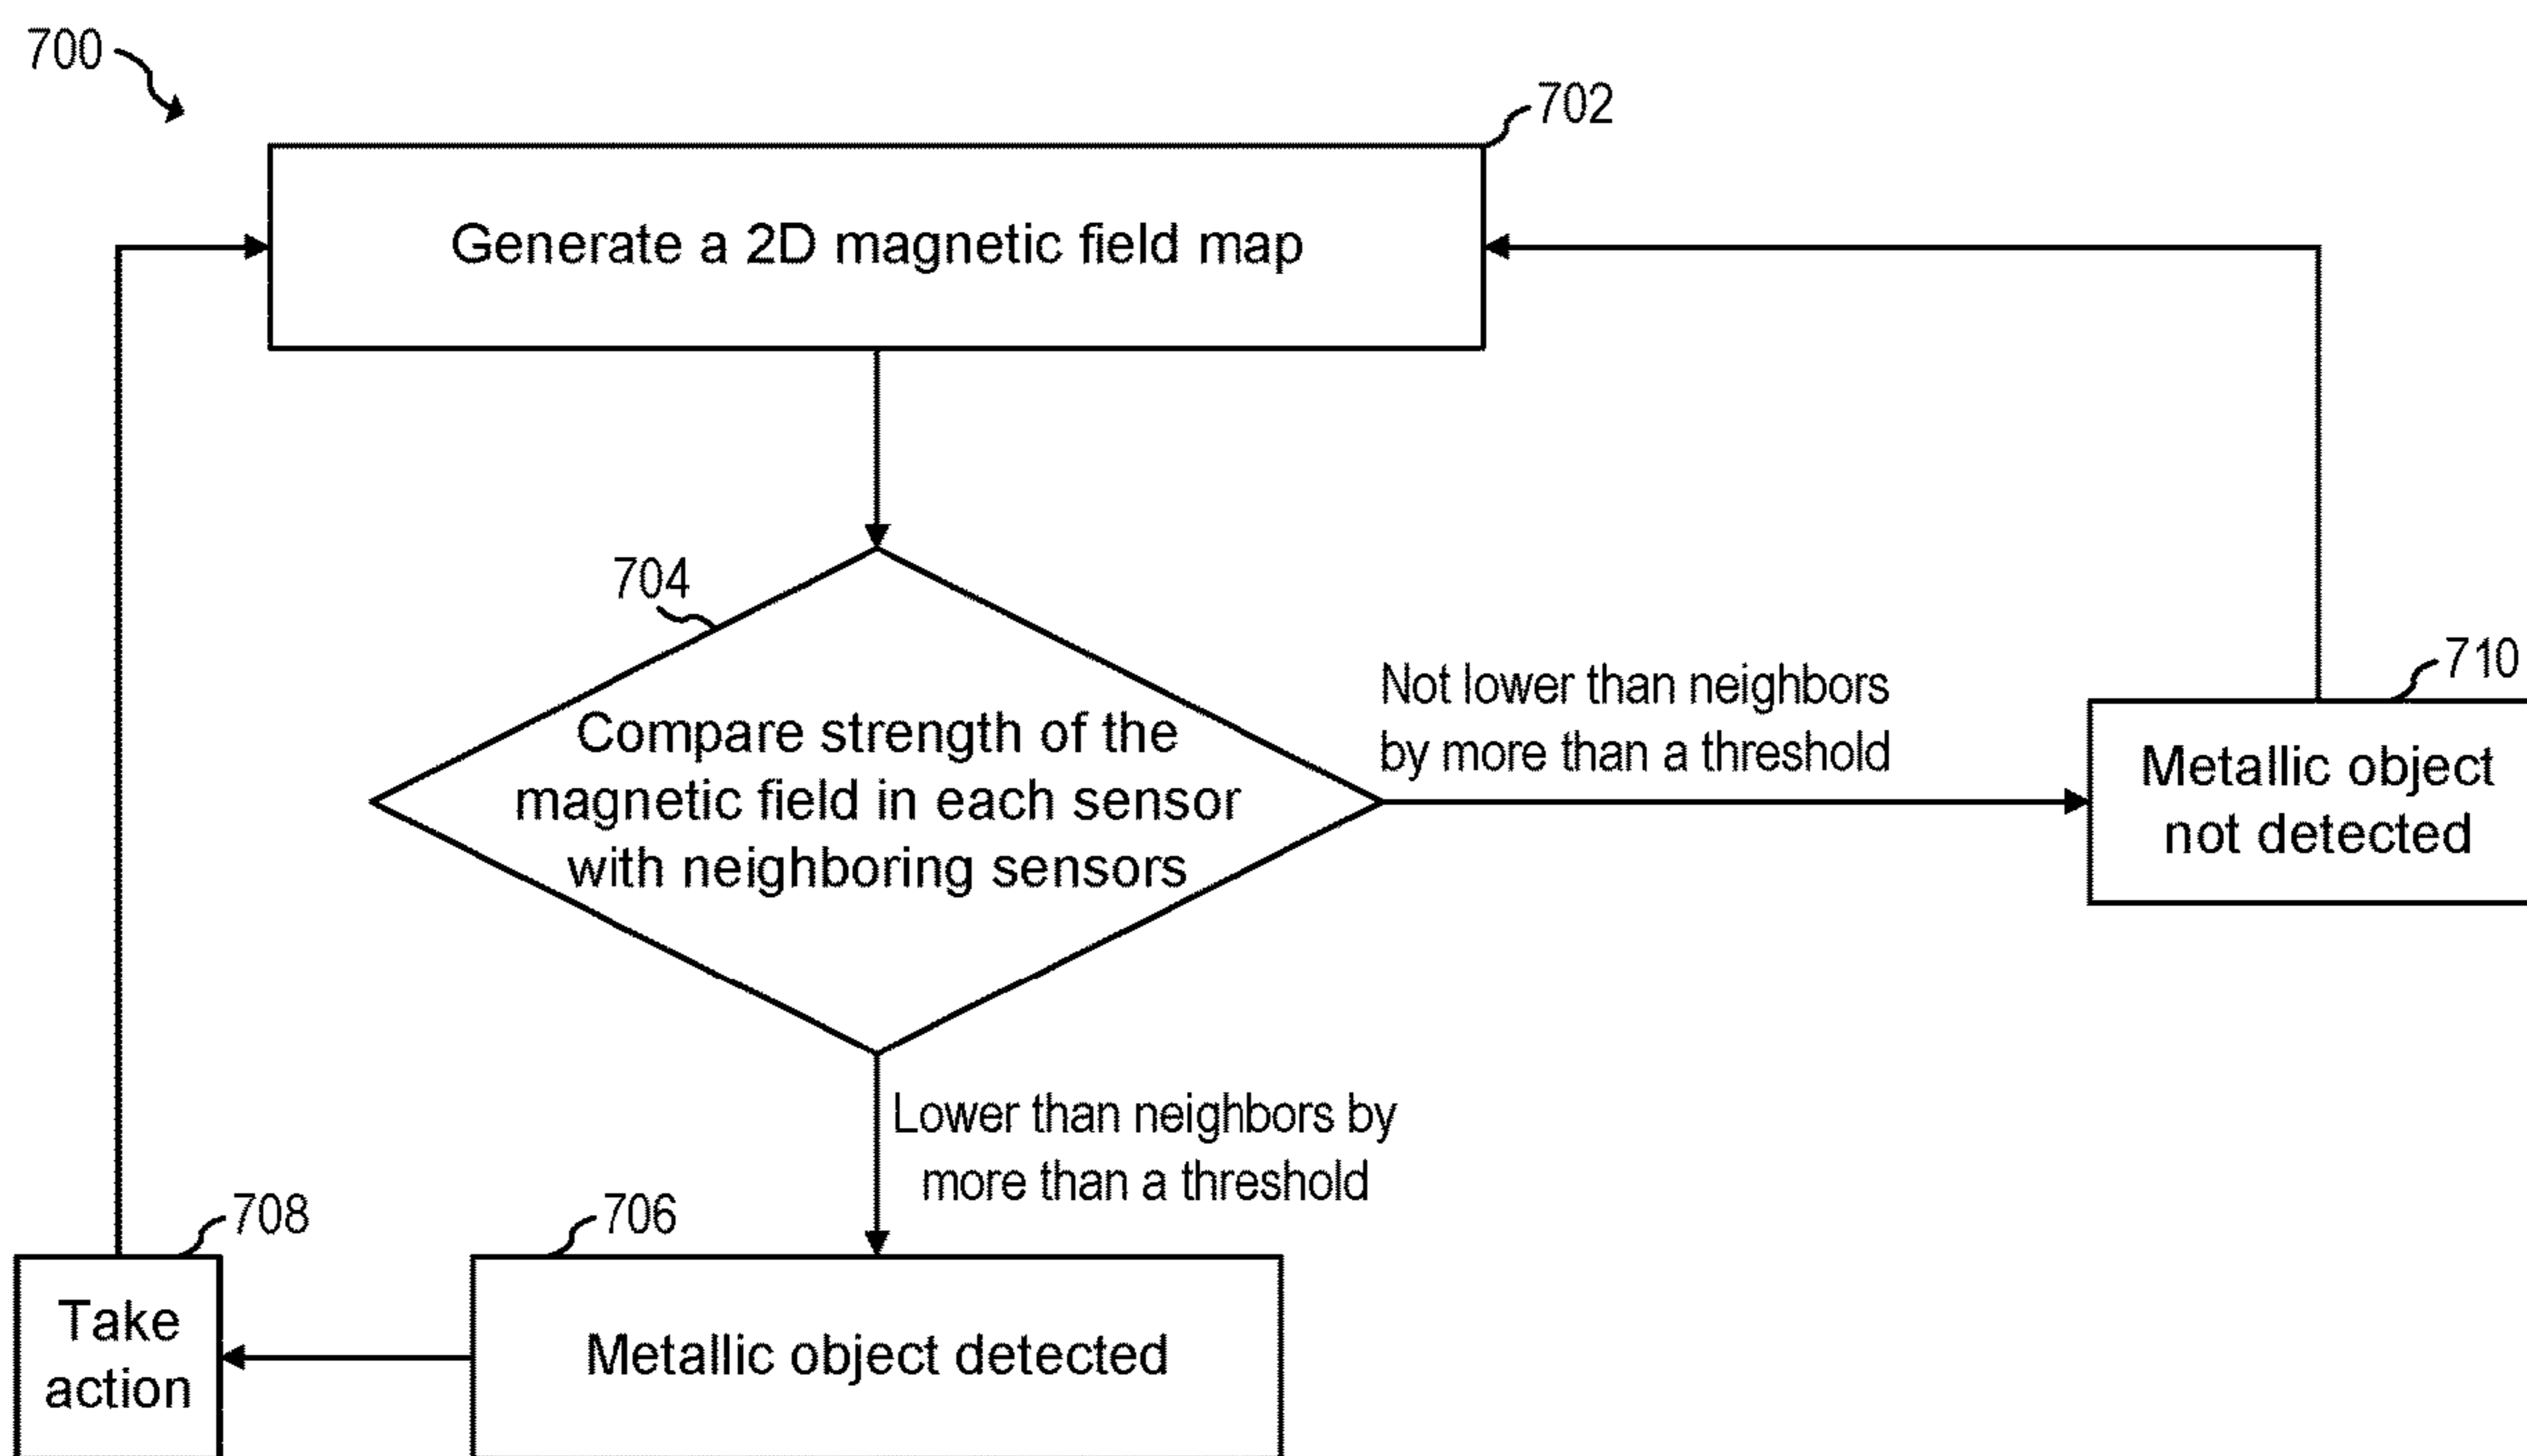 700
702
Generate a 2D magnetic field map
704
Compare strength of the
magnetic field in each sensor
with neighboring sensors
Not lower than neighbors
by more than a threshold
710
Metallic object
not detected
Lower than neighbors by
more than a threshold
708
Take
action
706
Metallic object detected